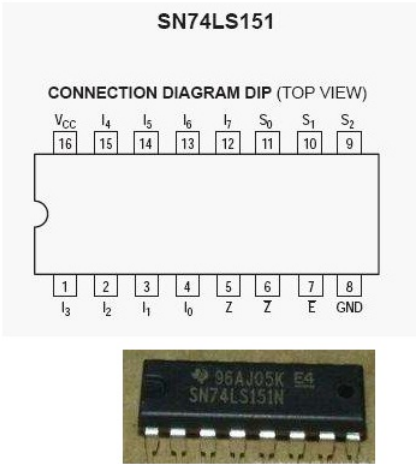 SN74LS151
CONNECTION DIAGRAM DIP (TOP VIEW)
VCC I4 I5 I6 I7 S0 S1 S2
16 15 14 13 12 11 10 9
1 2 3 4 5 6 7 8
I3 I2 I1 I0 Z Z̅ E̅ GND
96AJ05K E4
SN74LS151N